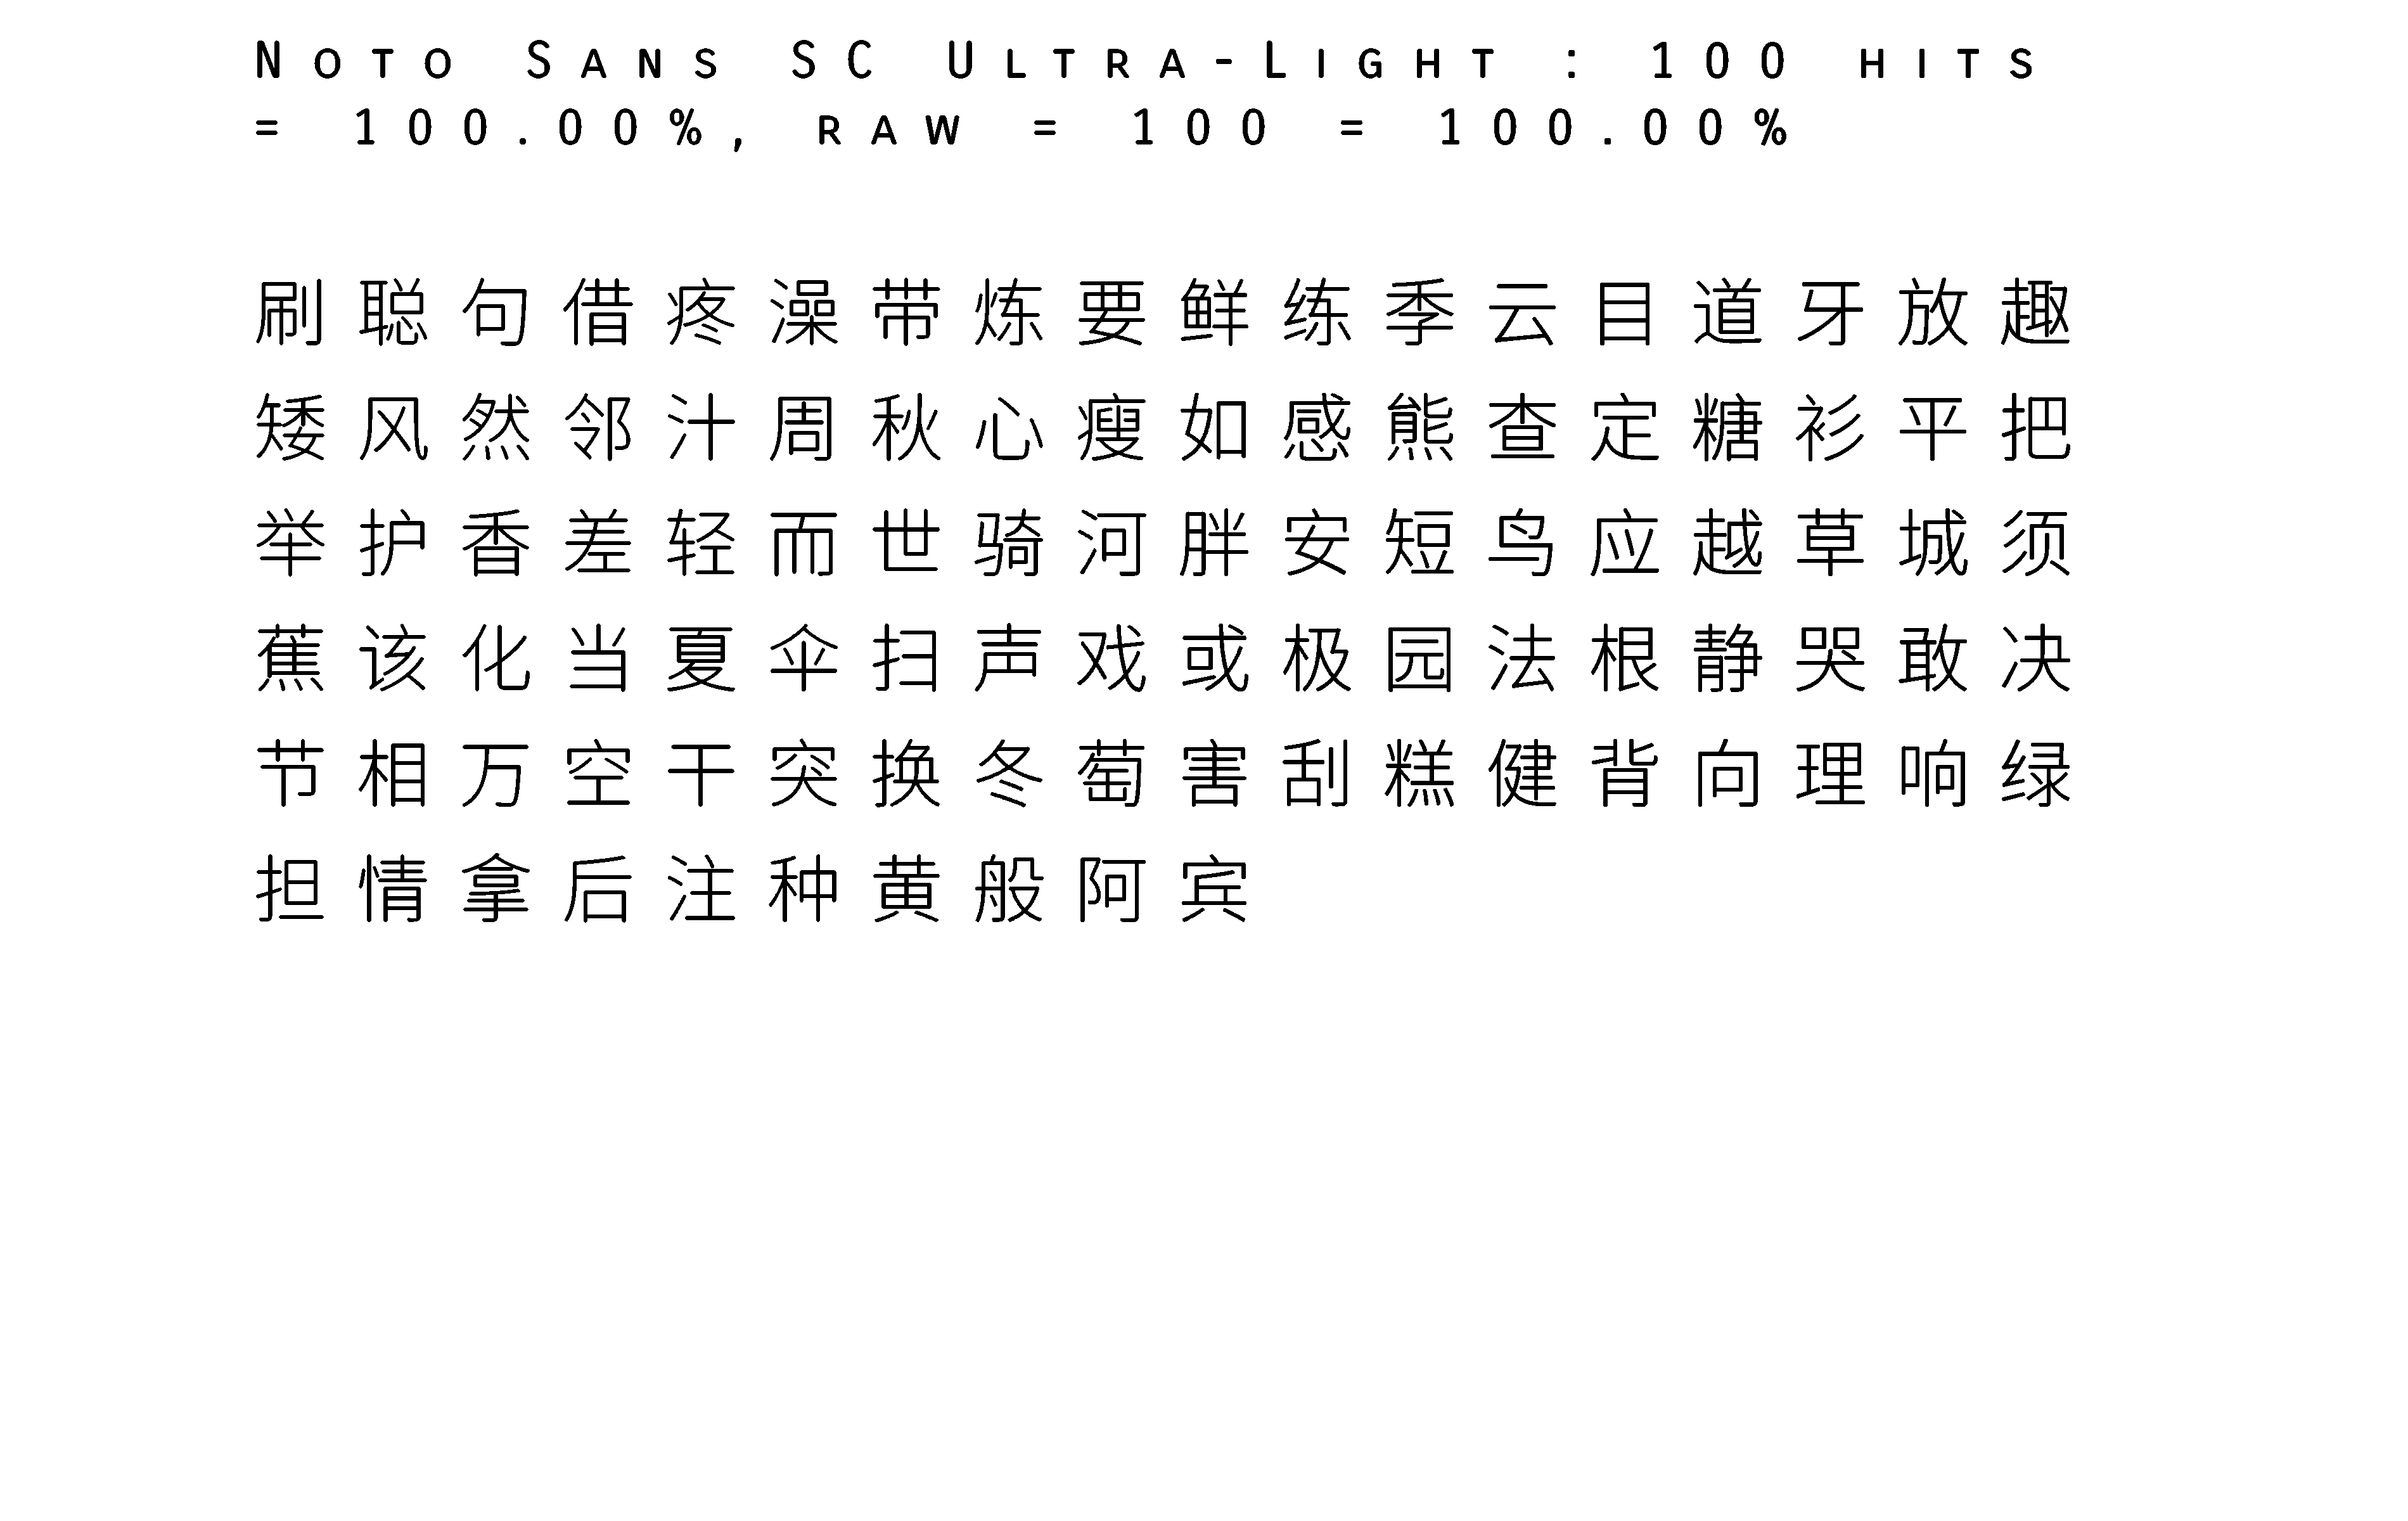 Noto Sans SC Ultra-Light : 100 hits
= 100.00%, raw = 100 = 100.00%
刷聪句借疼澡带炼要鲜练季云目道牙放趣
矮风然邻汁周秋心瘦如感熊查定糖衫平把
举护香差轻而世骑河胖安短鸟应越草城须
蕉该化当夏伞扫声戏或极园法根静哭敢决
节相万空干突换冬萄害刮糕健背向理响绿
担情拿后注种黄般阿宾